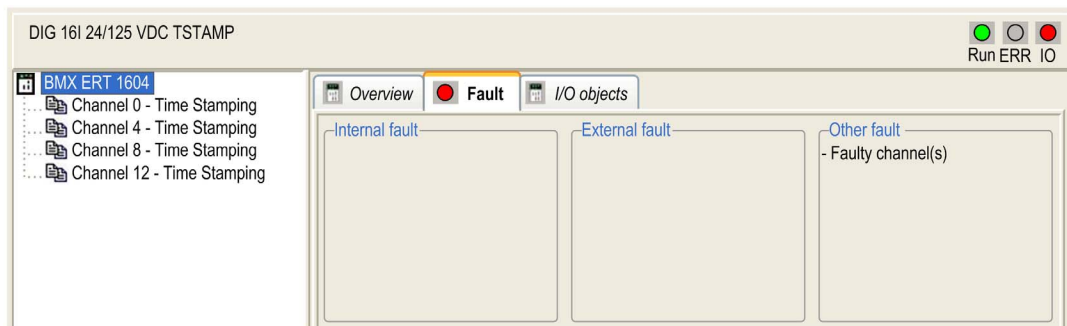 DIG 16I 24/125 VDC TSTAMP
Run ERR IO
BMX ERT 1604
Channel 0 - Time Stamping
Channel 4 - Time Stamping
Channel 8 - Time Stamping
Channel 12 - Time Stamping
Overview Fault I/O objects
Internal fault External fault Other fault
- Faulty channel(s)